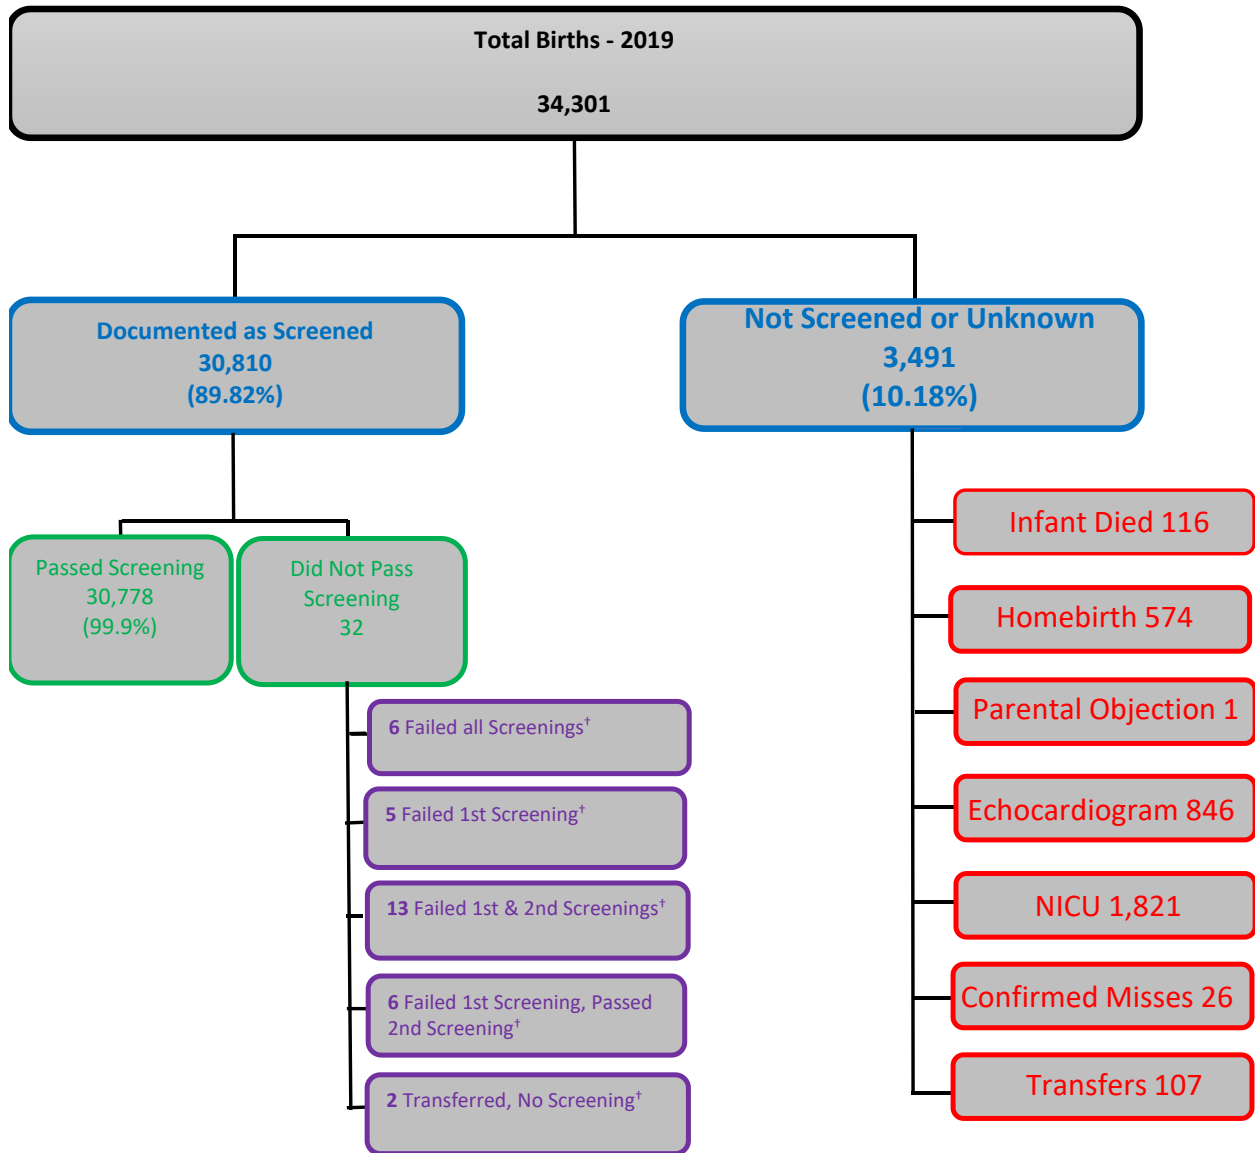 Total Births - 2019
34,301
Documented as Screened
30,810
(89.82%)
Not Screened or Unknown
3,491
(10.18%)
Passed Screening
30,778
(99.9%)
Did Not Pass
Screening
32
6 Failed all Screenings†
5 Failed 1st Screening†
13 Failed 1st & 2nd Screenings†
6 Failed 1st Screening, Passed
2nd Screening†
2 Transferred, No Screening†
Infant Died 116
Homebirth 574
Parental Objection 1
Echocardiogram 846
NICU 1,821
Confirmed Misses 26
Transfers 107